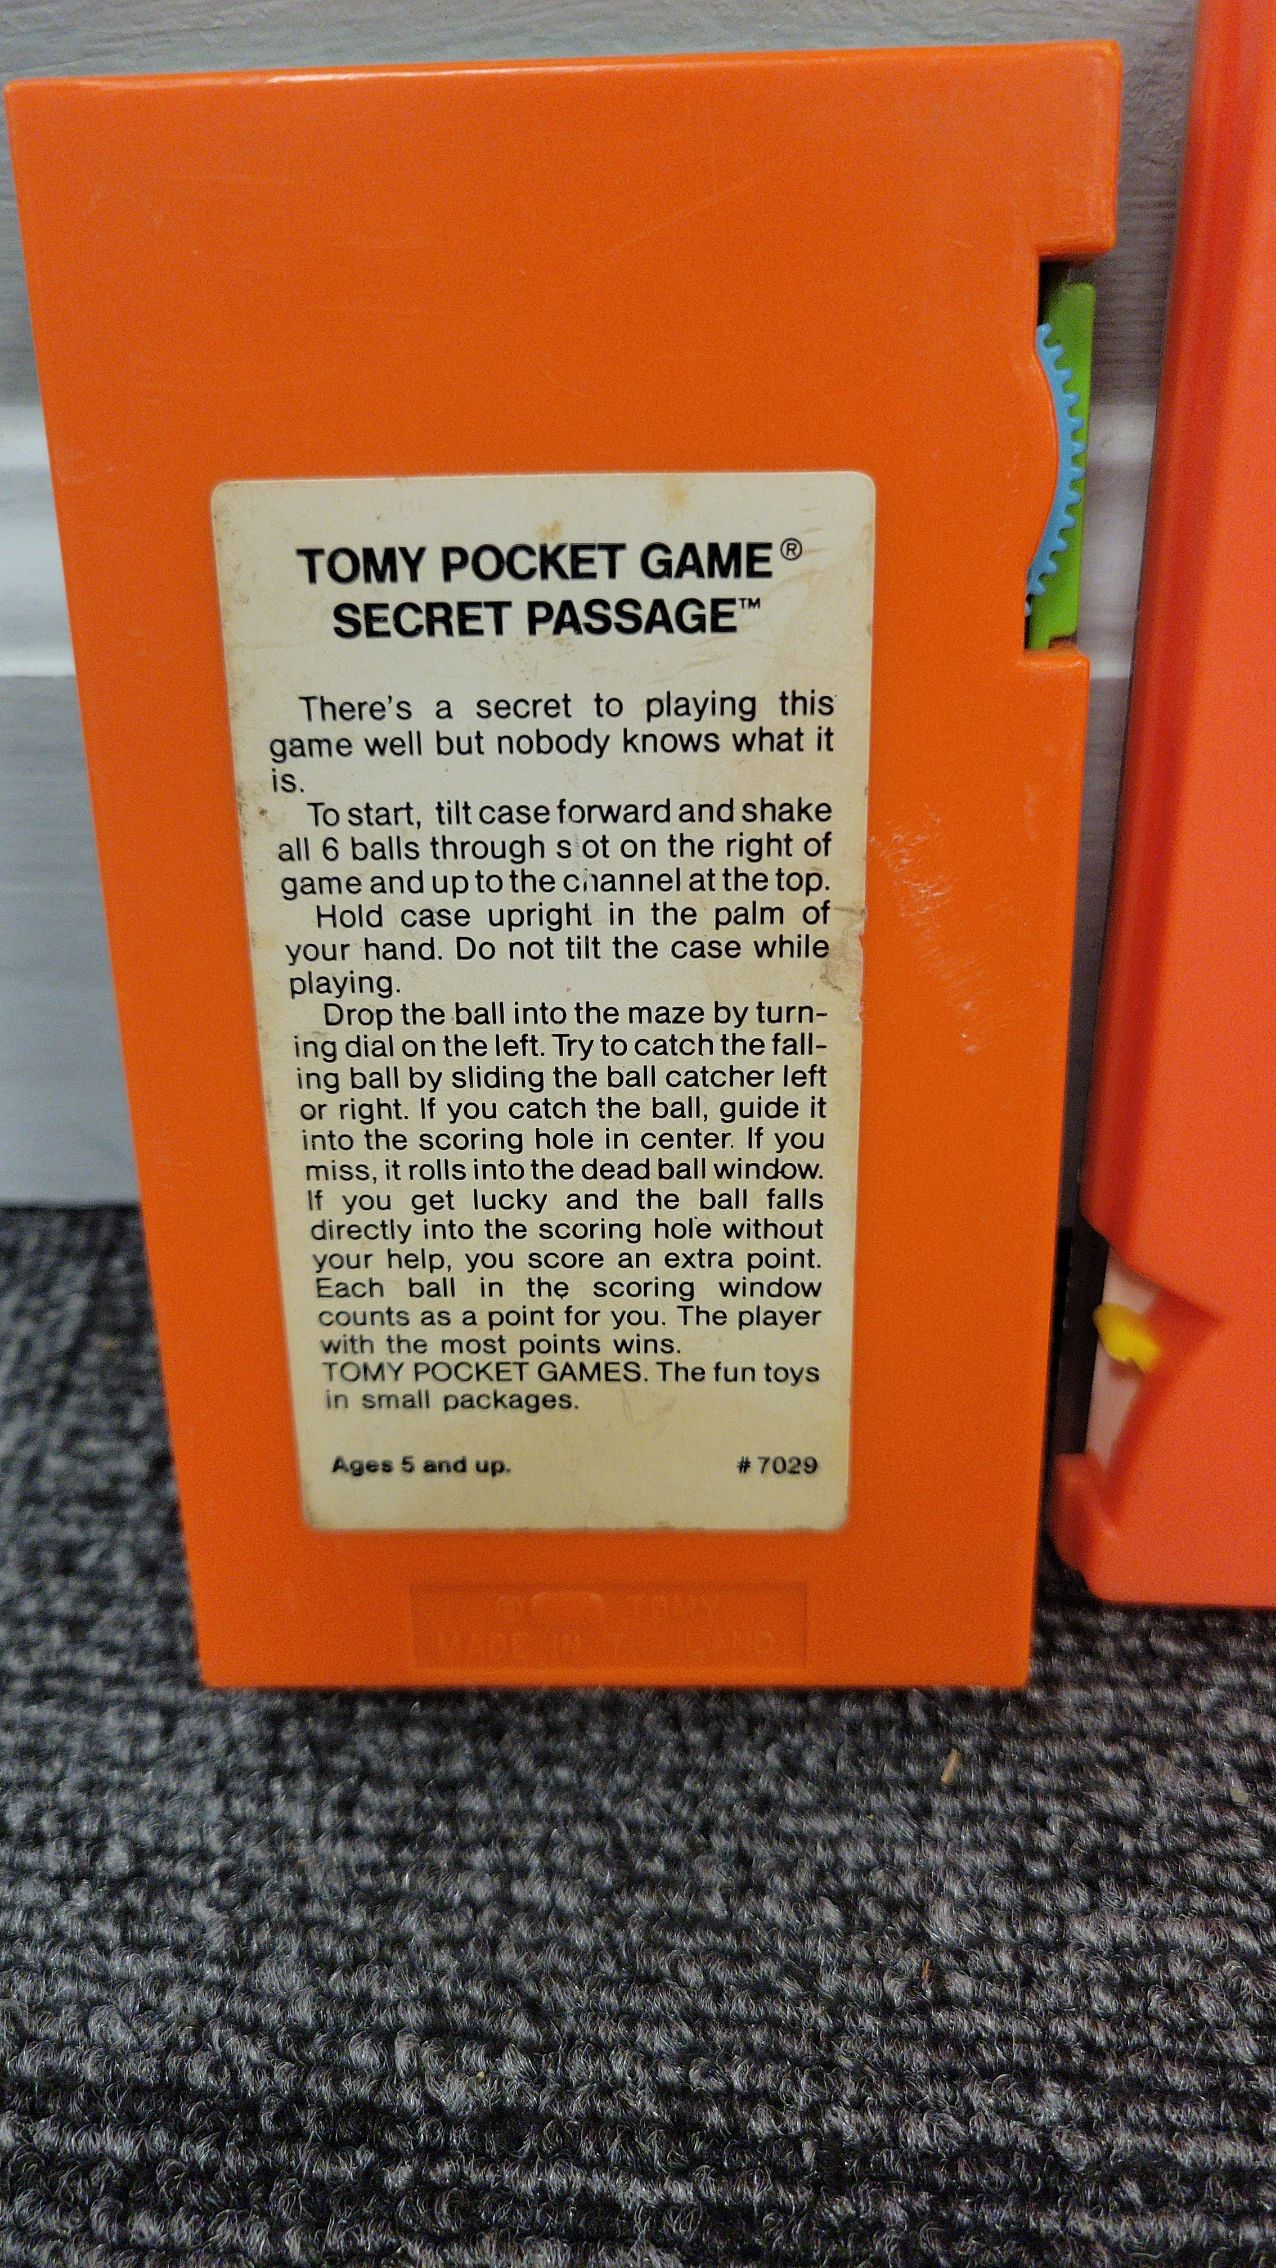 TOMY POCKET GAME®
SECRET PASSAGE™
There's a secret to playing this
game well but nobody knows what it
is.
To start, tilt case forward and shake
all 6 balls through slot on the right of
game and up to the channel at the top.
Hold case upright in the palm of
your hand. Do not tilt the case while
playing.
Drop the ball into the maze by turn-
ing dial on the left. Try to catch the fall-
ing ball by sliding the ball catcher left
or right. If you catch the ball, guide it
into the scoring hole in center. If you
miss, it rolls into the dead ball window.
If you get lucky and the ball falls
directly into the scoring hole without
your help, you score an extra point.
Each ball in the scoring window
counts as a point for you. The player
with the most points wins.
TOMY POCKET GAMES. The fun toys
in small packages.
Ages 5 and up. #7029
© TOMY
MADE IN